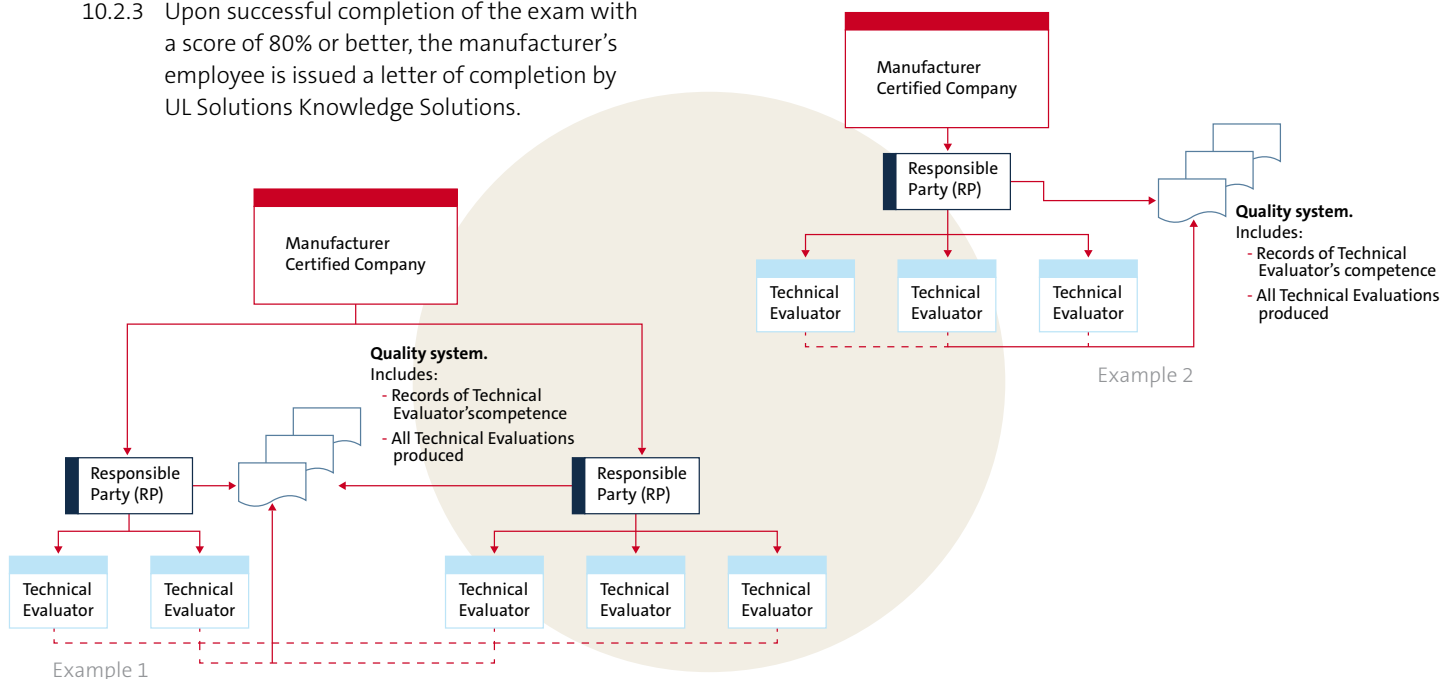 10.2.3 Upon successful completion of the exam with
a score of 80% or better, the manufacturer’s
employee is issued a letter of completion by
UL Solutions Knowledge Solutions.
Manufacturer
Certified Company
Quality system.
Includes:
- Records of Technical
Evaluator’scompetence
- All Technical Evaluations
produced
Responsible
Party (RP)
Responsible
Party (RP)
Technical
Evaluator
Technical
Evaluator
Technical
Evaluator
Technical
Evaluator
Technical
Evaluator
Example 1
Manufacturer
Certified Company
Responsible
Party (RP)
Quality system.
Includes:
- Records of Technical
Evaluator’s competence
- All Technical Evaluations
produced
Technical
Evaluator
Technical
Evaluator
Technical
Evaluator
Example 2